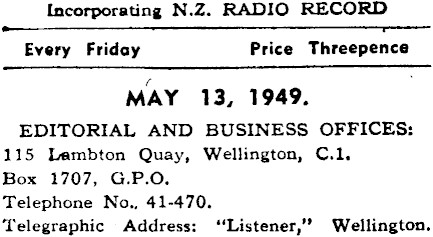 Incorporating N.Z. RADIO RECORD
Every Friday Price Threepence
MAY 13, 1949.
EDITORIAL AND BUSINESS OFFICES:
115 Lambton Quay, Wellington, C.1.
Box 1707, G.P.O.
Telephone No., 41-470.
Telegraphic Address: "Listener," Wellington.